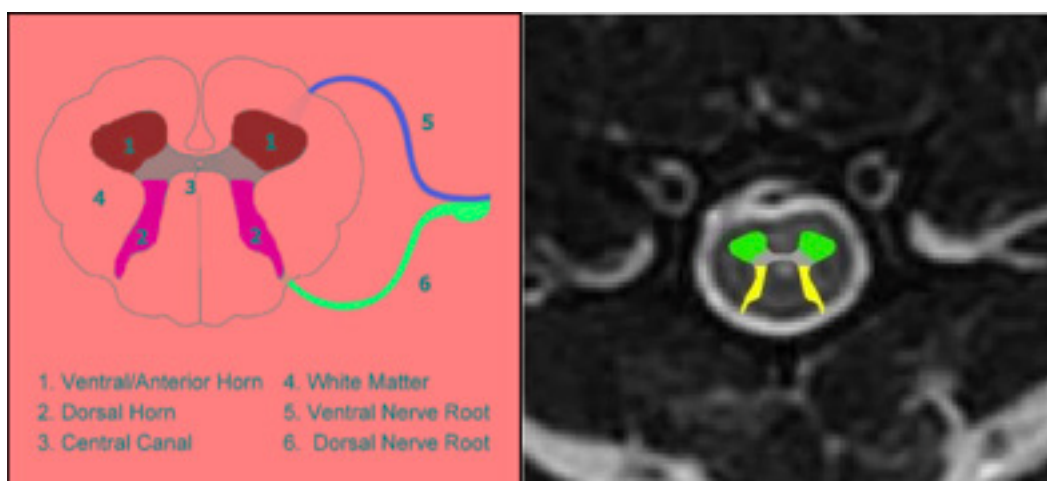 1
1
5
4
3
2
2
6
1. Ventral/Anterior Horn
4. White Matter
2. Dorsal Horn
5. Ventral Nerve Root
3. Central Canal
6. Dorsal Nerve Root